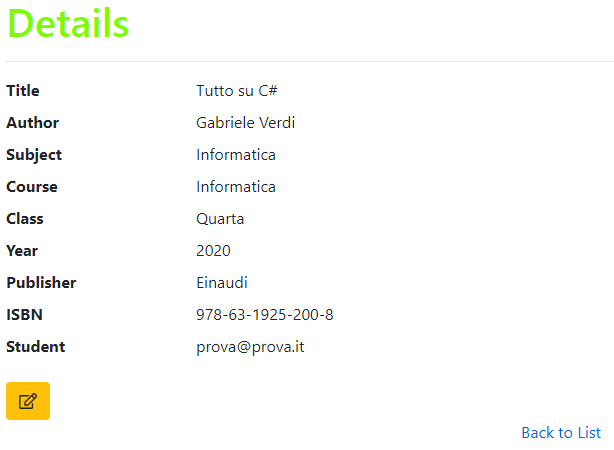 Details
Title Tutto su C#
Author Gabriele Verdi
Subject Informatica
Course Informatica
Class Quarta
Year 2020
Publisher Einaudi
ISBN 978-63-1925-200-8
Student prova@prova.it
Back to List